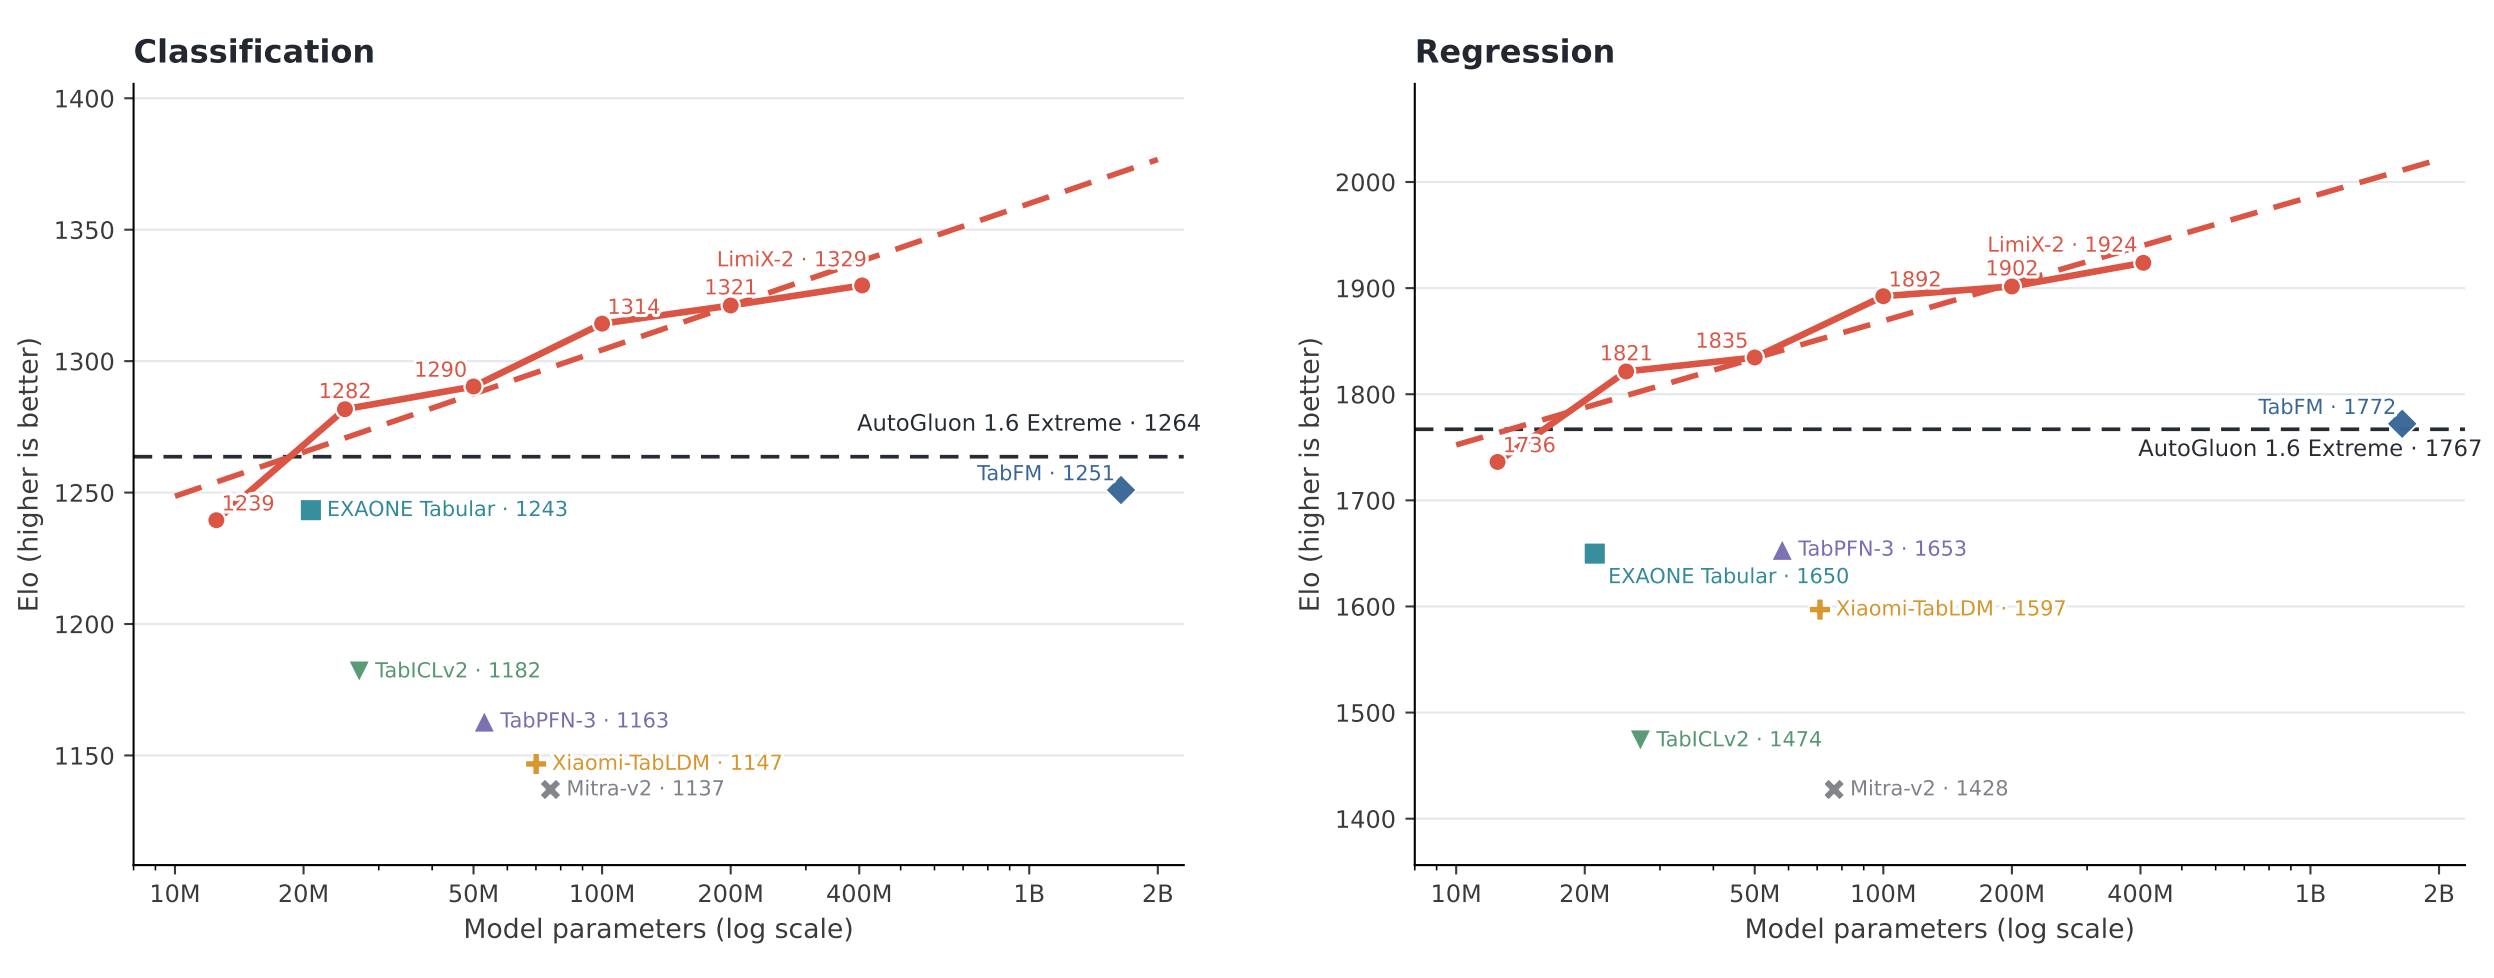 Classification
Elo (higher is better)
1400
1350
1300
1250
1200
1150
LimiX-2 · 1329
1321
1314
1290
1282
1239
AutoGluon 1.6 Extreme · 1264
TabFM · 1251
EXAONE Tabular · 1243
TabICLv2 · 1182
TabPFN-3 · 1163
Xiaomi-TabLDM · 1147
Mitra-v2 · 1137
10M 20M 50M 100M 200M 400M 1B 2B
Model parameters (log scale)
Regression
Elo (higher is better)
2000
1900
1800
1700
1600
1500
1400
LimiX-2 · 1924
1902
1892
1835
1821
1736
TabFM · 1772
AutoGluon 1.6 Extreme · 1767
TabPFN-3 · 1653
EXAONE Tabular · 1650
Xiaomi-TabLDM · 1597
TabICLv2 · 1474
Mitra-v2 · 1428
10M 20M 50M 100M 200M 400M 1B 2B
Model parameters (log scale)